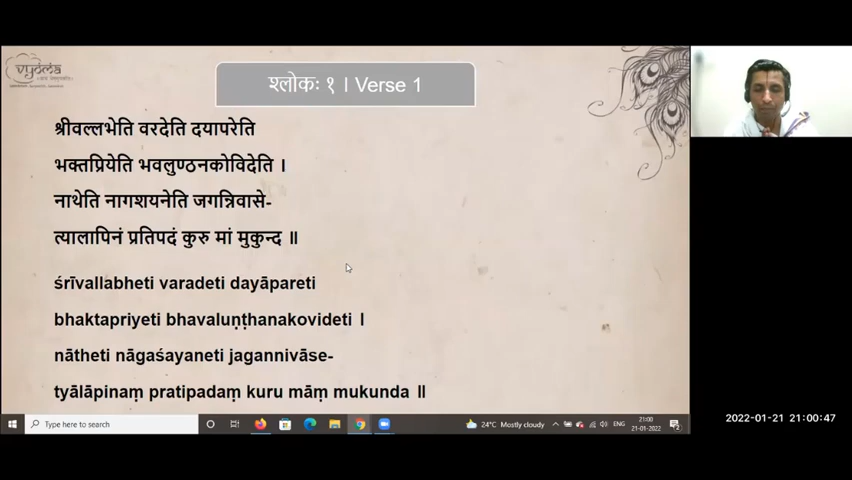 vyoma
श्लोकः १ । Verse 1
श्रीवल्लभेति वरदेति दयापरेति
भक्तप्रियेति भवलुण्ठनकोविदेति ।
नाथेति नागशयनेति जगन्निवासे-
त्यालापिनं प्रतिपदं कुरु मां मुकुन्द ॥
śrīvallabheti varadeti dayāpareti
bhaktapriyeti bhavaluṇṭhanakovideti ।
nātheti nāgaśayaneti jagannivāse-
tyālāpinaṃ pratipadaṃ kuru māṃ mukunda ॥
Type here to search
24°C Mostly cloudy
ENG
21:00
21-01-2022
2022-01-21 21:00:47